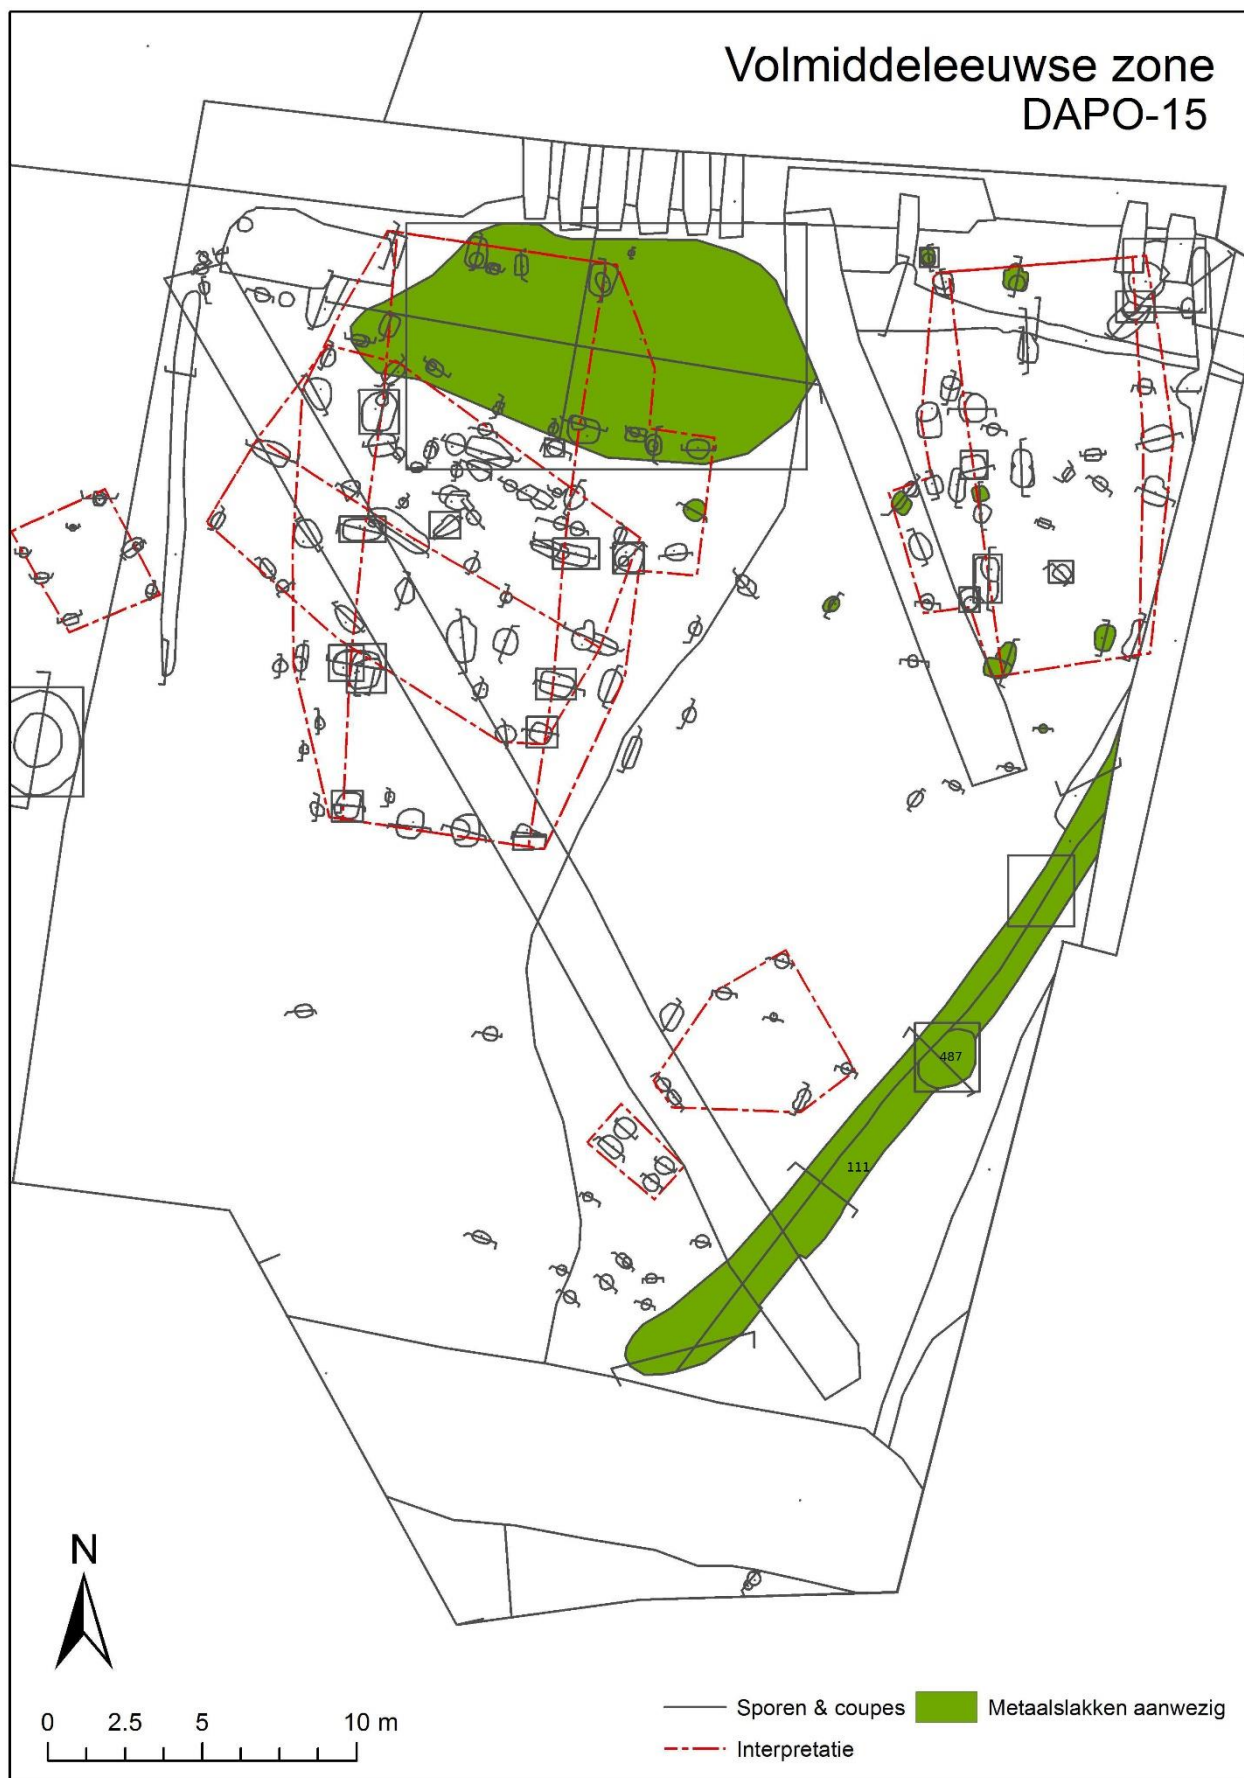 Volmiddeleeuwse zone
DAPO-15
487
111
N
0 2.5 5 10 m
Sporen & coupes
Metaalslakken aanwezig
Interpretatie